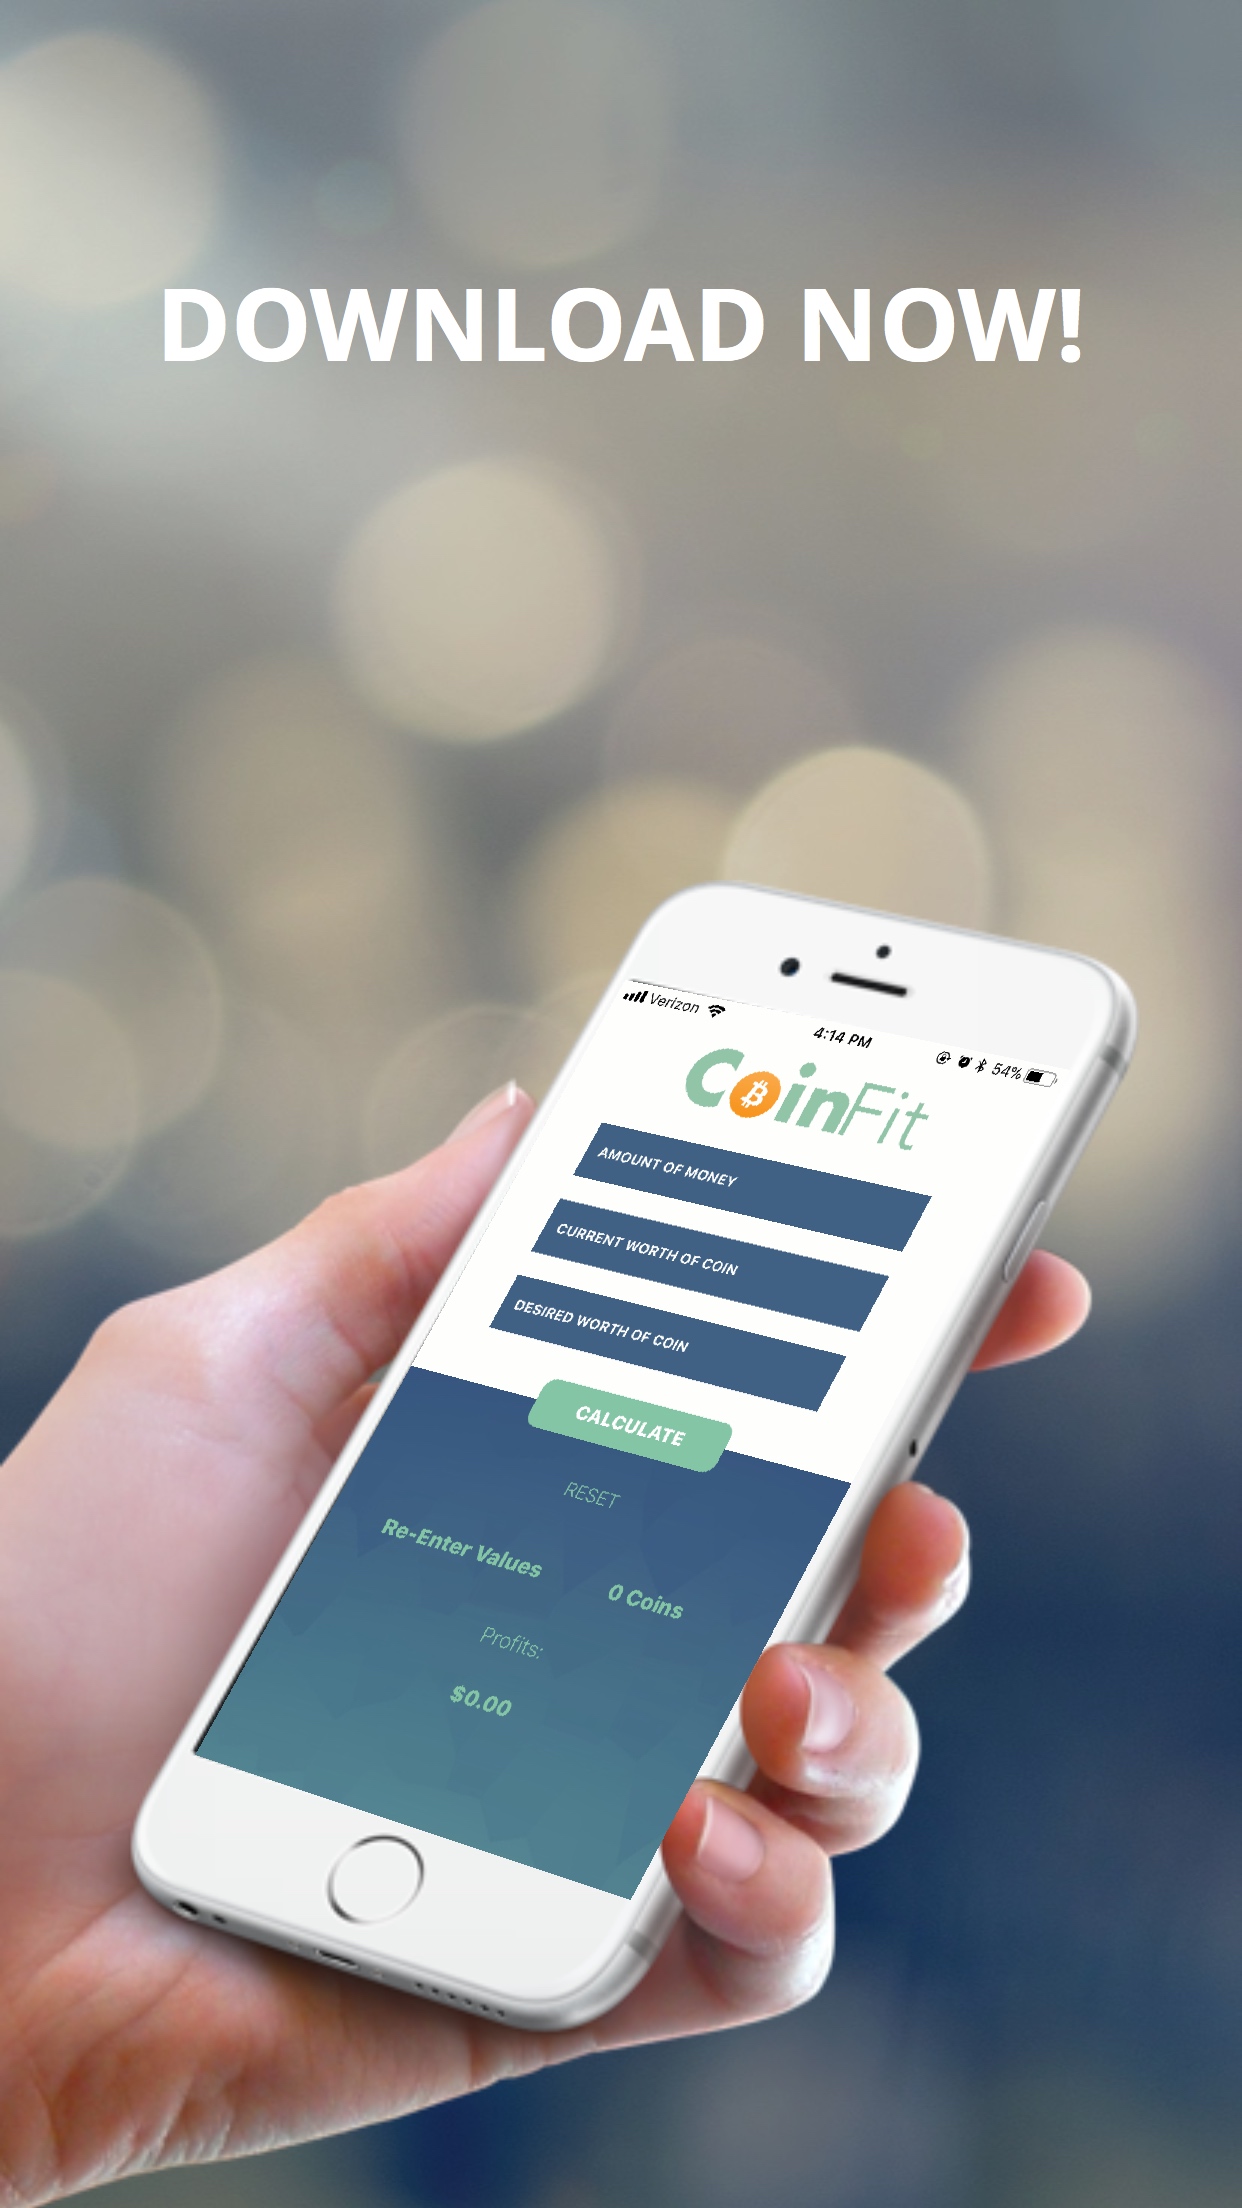 DOWNLOAD NOW!
Verizon
4:14 PM
54%
CoinFit
AMOUNT OF MONEY
CURRENT WORTH OF COIN
DESIRED WORTH OF COIN
CALCULATE
RESET
Re-Enter Values
0 Coins
Profits:
$0.00